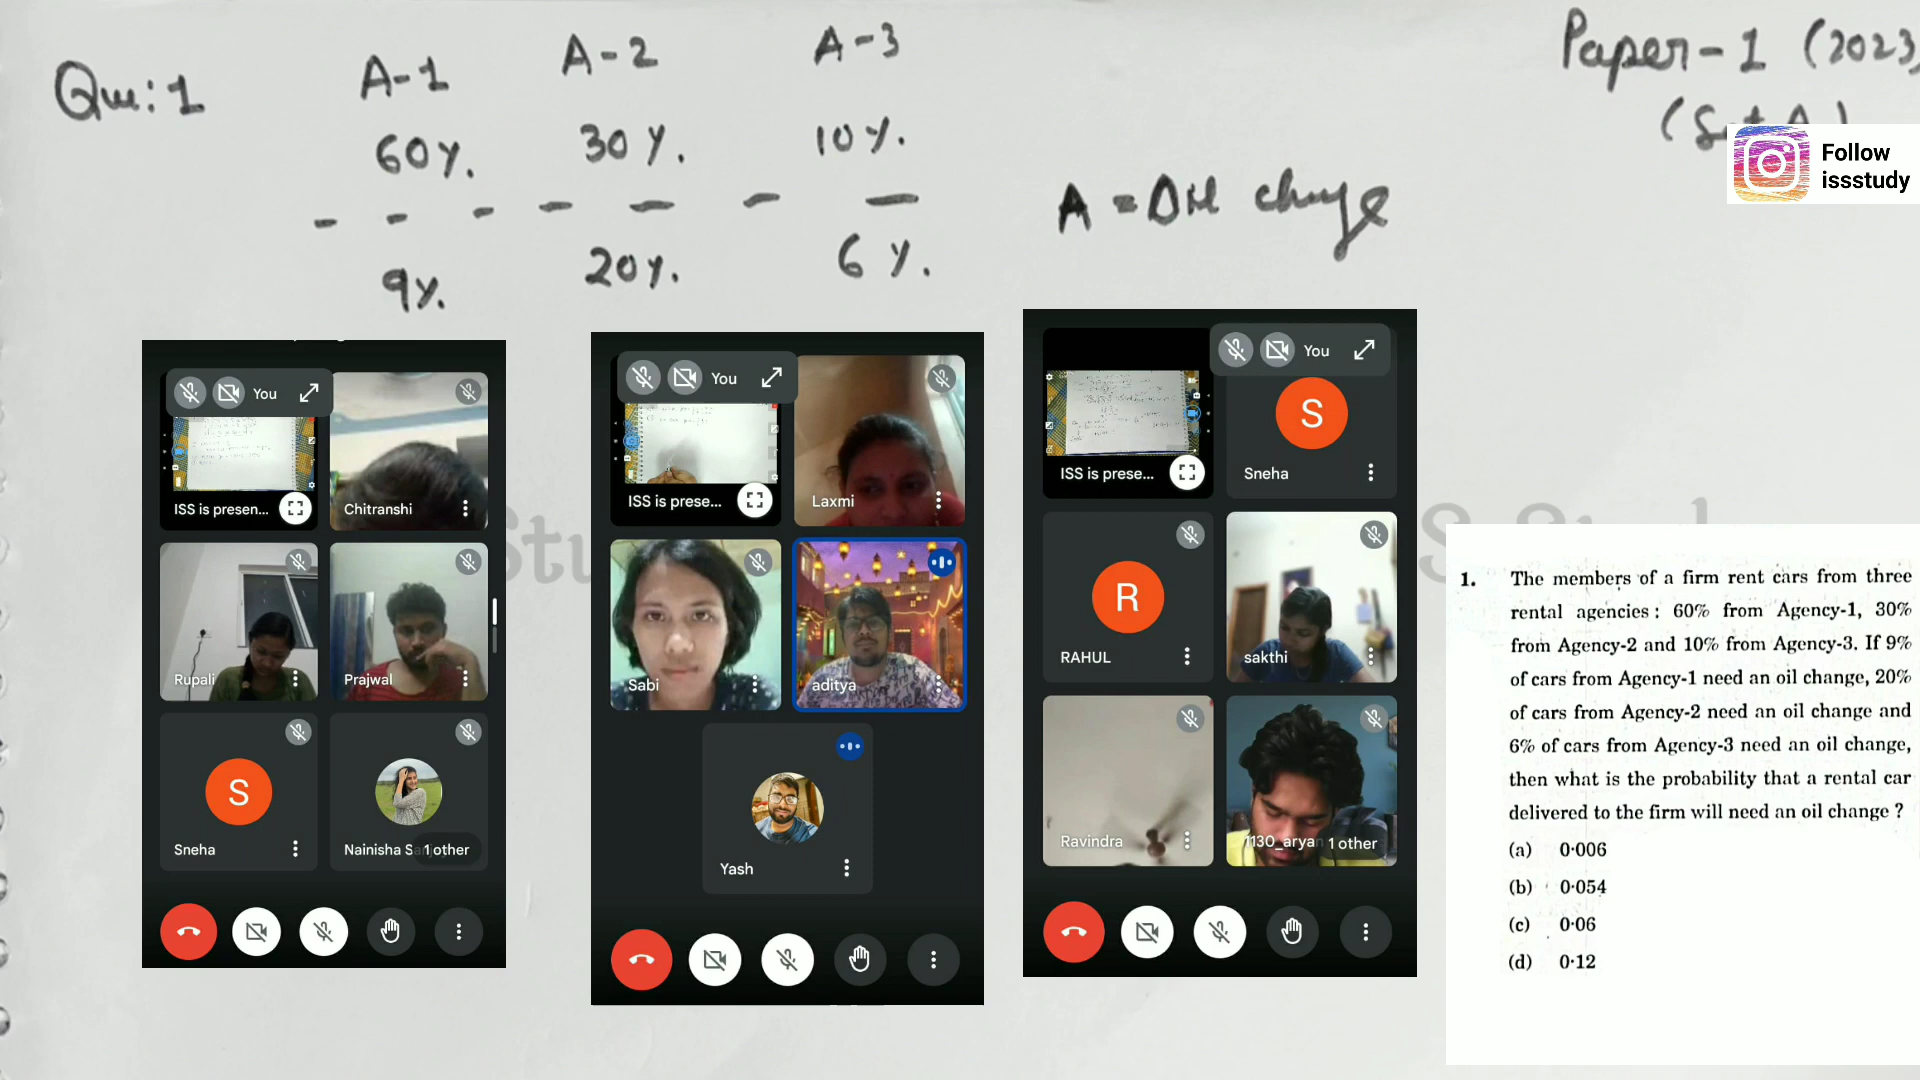 Que: 1
A-1
A-2
A-3
60%.
30%.
10%.
9%.
20%.
6%.
A = Oil change
Paper-1 (2023)
Follow
issstudy
You
ISS is presen...
Chitranshi
Rupali
Prajwal
Sneha
1 other
You
ISS is prese...
Laxmi
Sabi
aditya
Yash
You
ISS is prese...
S
Sneha
R
RAHUL
sakthi
Ravindra
1130_aryan 1 other
S
1. The members of a firm rent cars from three
rental agencies : 60% from Agency-1, 30%
from Agency-2 and 10% from Agency-3. If 9%
of cars from Agency-1 need an oil change, 20%
of cars from Agency-2 need an oil change and
6% of cars from Agency-3 need an oil change,
then what is the probability that a rental car
delivered to the firm will need an oil change ?
(a) 0·006
(b) 0·054
(c) 0·06
(d) 0·12